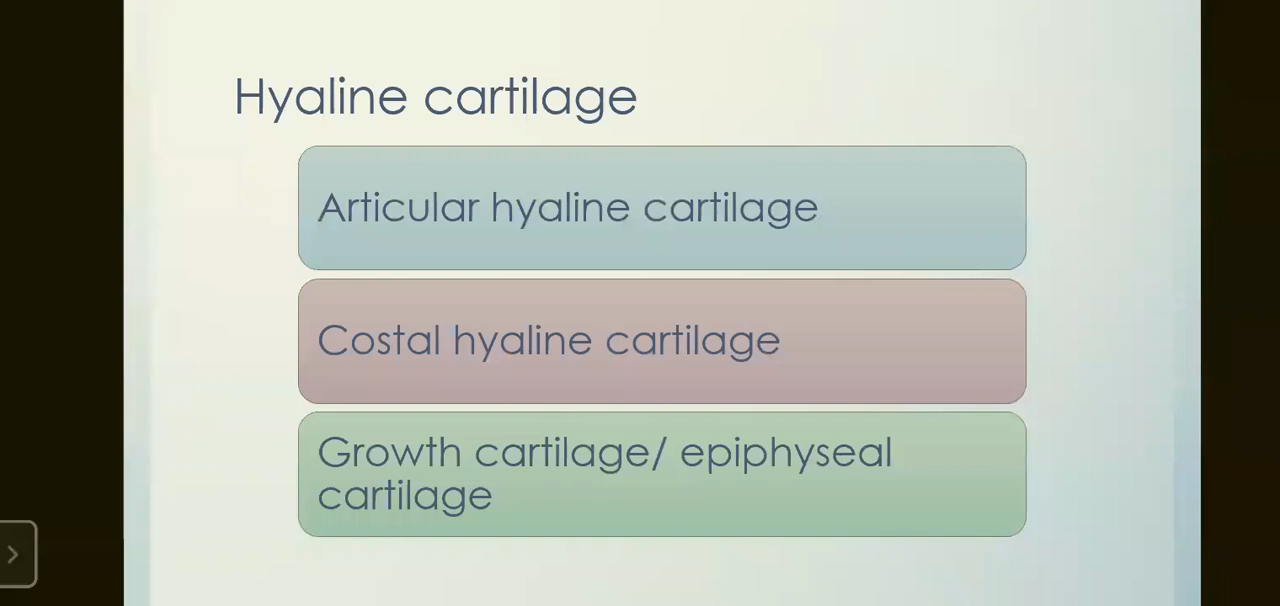 Hyaline cartilage
Articular hyaline cartilage
Costal hyaline cartilage
Growth cartilage/ epiphyseal
cartilage